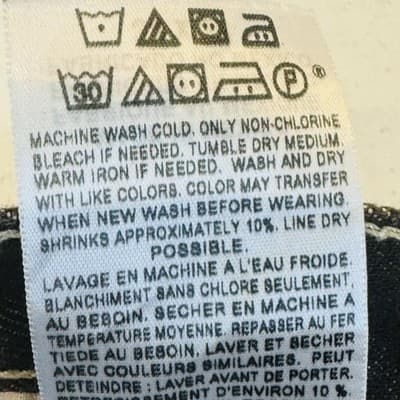 30 P ®
MACHINE WASH COLD. ONLY NON-CHLORINE
BLEACH IF NEEDED. TUMBLE DRY MEDIUM.
WARM IRON IF NEEDED. WASH AND DRY
WITH LIKE COLORS. COLOR MAY TRANSFER
WHEN NEW WASH BEFORE WEARING.
SHRINKS APPROXIMATELY 10%. LINE DRY
POSSIBLE.
LAVAGE EN MACHINE A L'EAU FROIDE.
BLANCHIMENT SANS CHLORE SEULEMENT,
AU BESOIN. SECHER EN MACHINE A
TEMPERATURE MOYENNE. REPASSER AU FER
TIEDE AU BESOIN, LAVER ET SECHER
AVEC COULEURS SIMILAIRES. PEUT
DETEINDRE : LAVER AVANT DE PORTER.
RETRECISSEMENT D'ENVIRON 10 %.